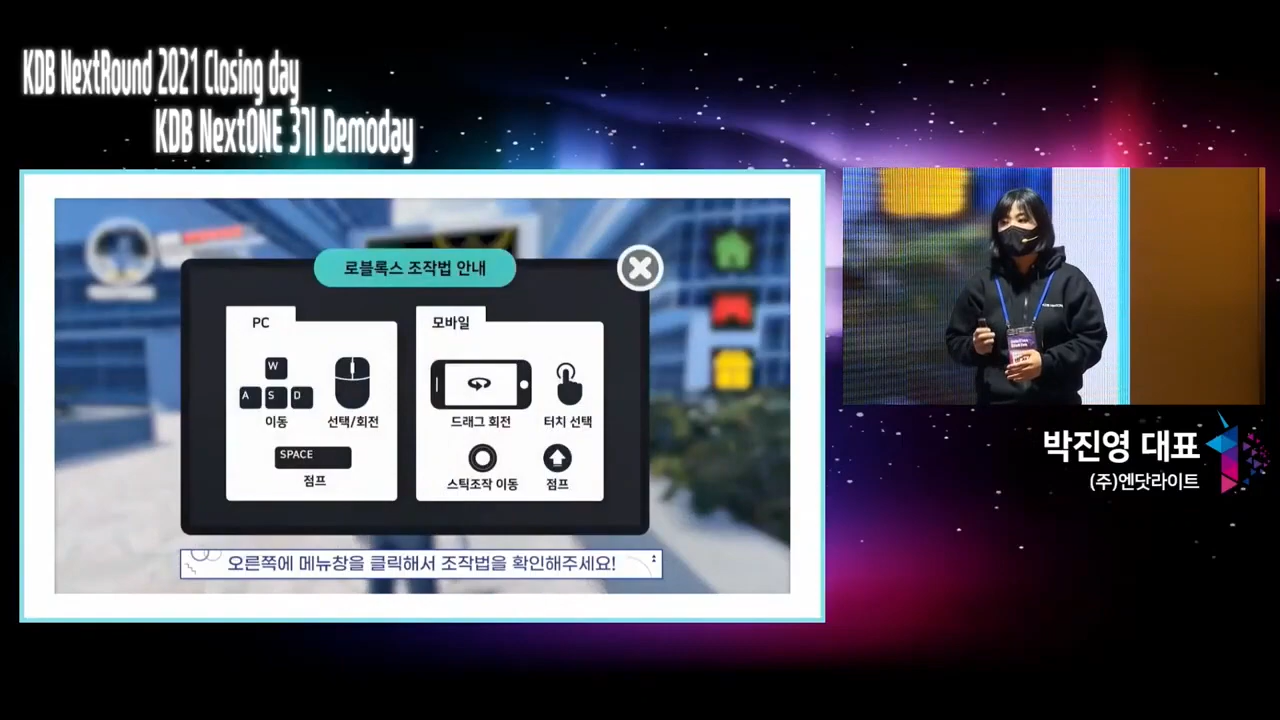 KDB NextRound 2021 Closing day
KDB NextONE 3기 Demoday
로블록스 조작법 안내
PC
W
A S D
이동
선택/회전
SPACE
점프
모바일
드래그 회전
터치 선택
스틱조작 이동
점프
오른쪽에 메뉴창을 클릭해서 조작법을 확인해주세요!
박진영 대표
(주)엔닷라이트